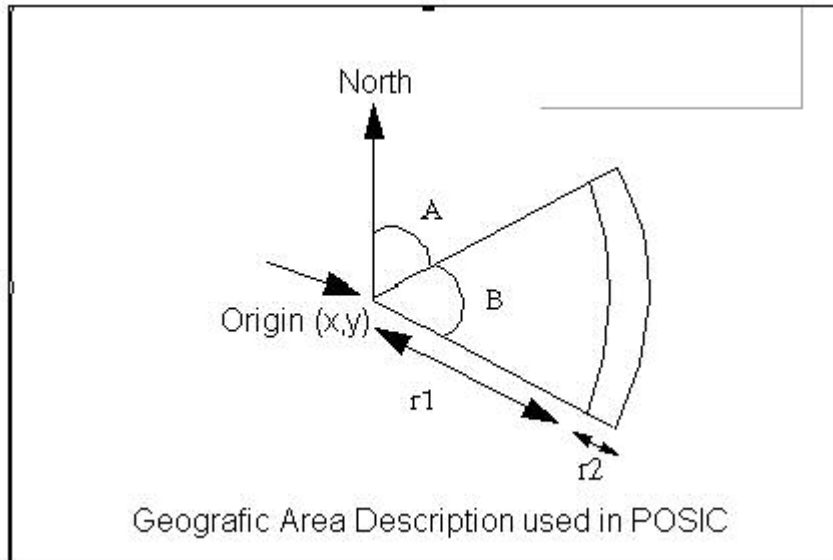 North
A
B
Origin (x,y)
r1
r2
Geografic Area Description used in POSIC